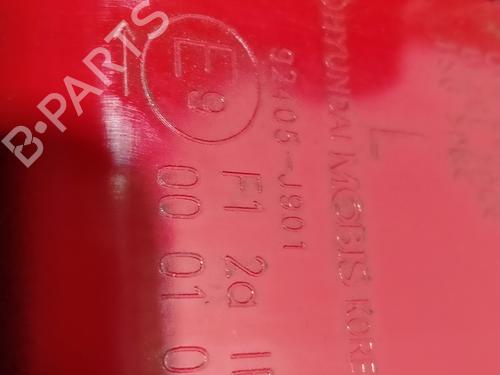 B-PARTS
E9
F1 2a
00 01 0
92405-J901
HYUNDAI MOBIS KORE
L